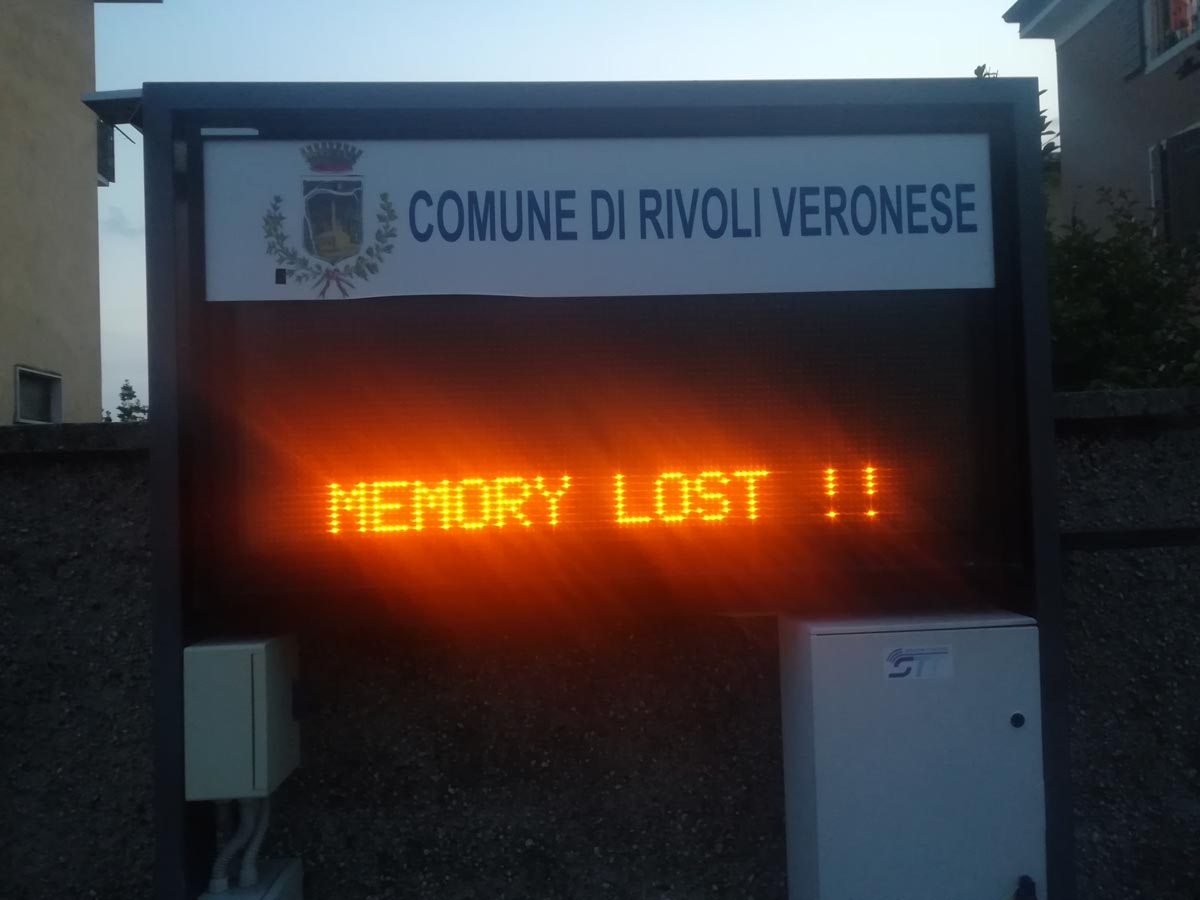 COMUNE DI RIVOLI VERONESE
MEMORY LOST !!